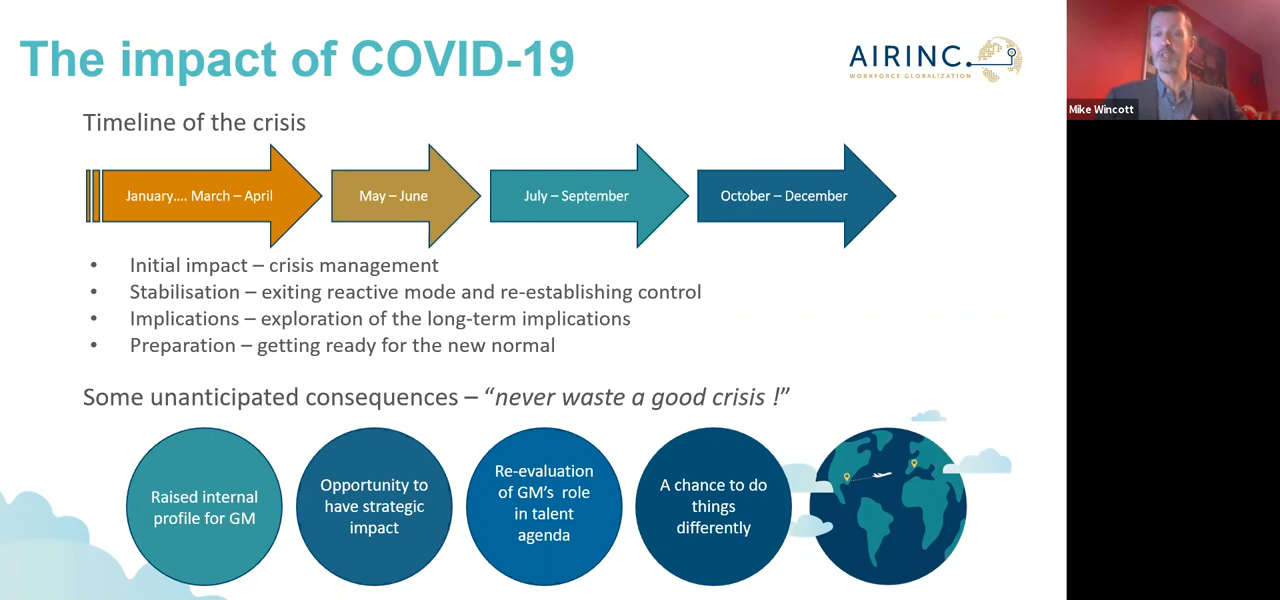 The impact of COVID-19
AIRINC.
WORKFORCE GLOBALIZATION
Mike Wincott
Timeline of the crisis
January.... March – April
May – June
July – September
October – December
• Initial impact – crisis management
• Stabilisation – exiting reactive mode and re-establishing control
• Implications – exploration of the long-term implications
• Preparation – getting ready for the new normal
Some unanticipated consequences – “never waste a good crisis !”
Raised internal
profile for GM
Opportunity to
have strategic
impact
Re-evaluation
of GM’s role
in talent
agenda
A chance to do
things
differently